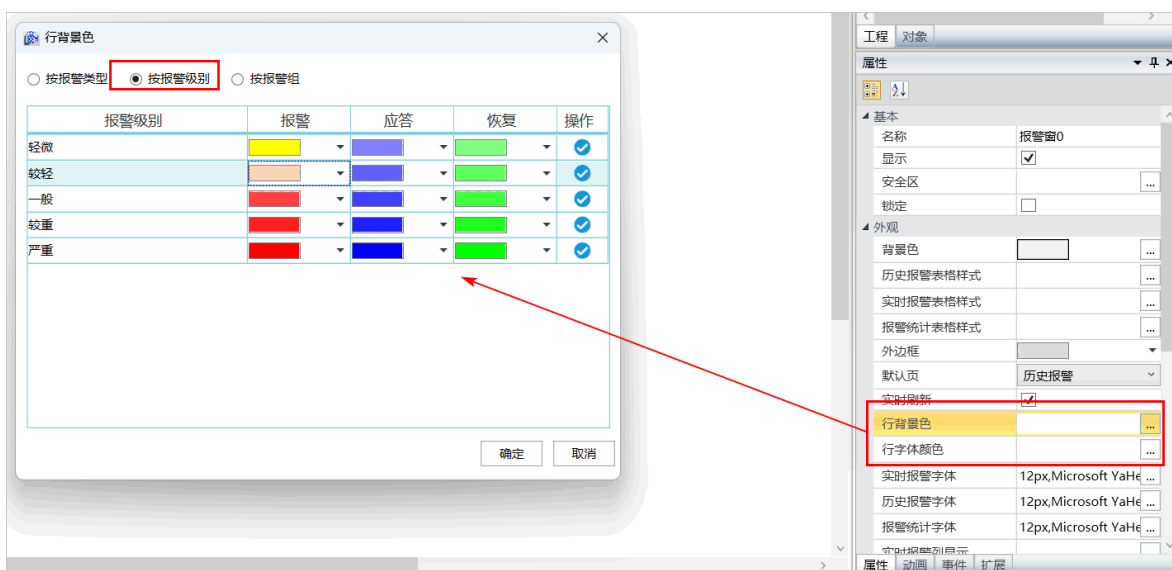 行背景色
按报警类型 按报警级别 按报警组
报警级别 报警 应答 恢复 操作
轻微
较轻
一般
较重
严重
确定 取消
工程 对象
属性
基本
名称 报警窗0
显示
安全区 ...
锁定
外观
背景色 ...
历史报警表格样式 ...
实时报警表格样式 ...
报警统计表格样式 ...
外边框
默认页 历史报警
实时刷新
行背景色 ...
行字体颜色 ...
实时报警字体 12px,Microsoft YaHe ...
历史报警字体 12px,Microsoft YaHe ...
报警统计字体 12px,Microsoft YaHe ...
实时报警列显示
属性 动画 事件 扩展